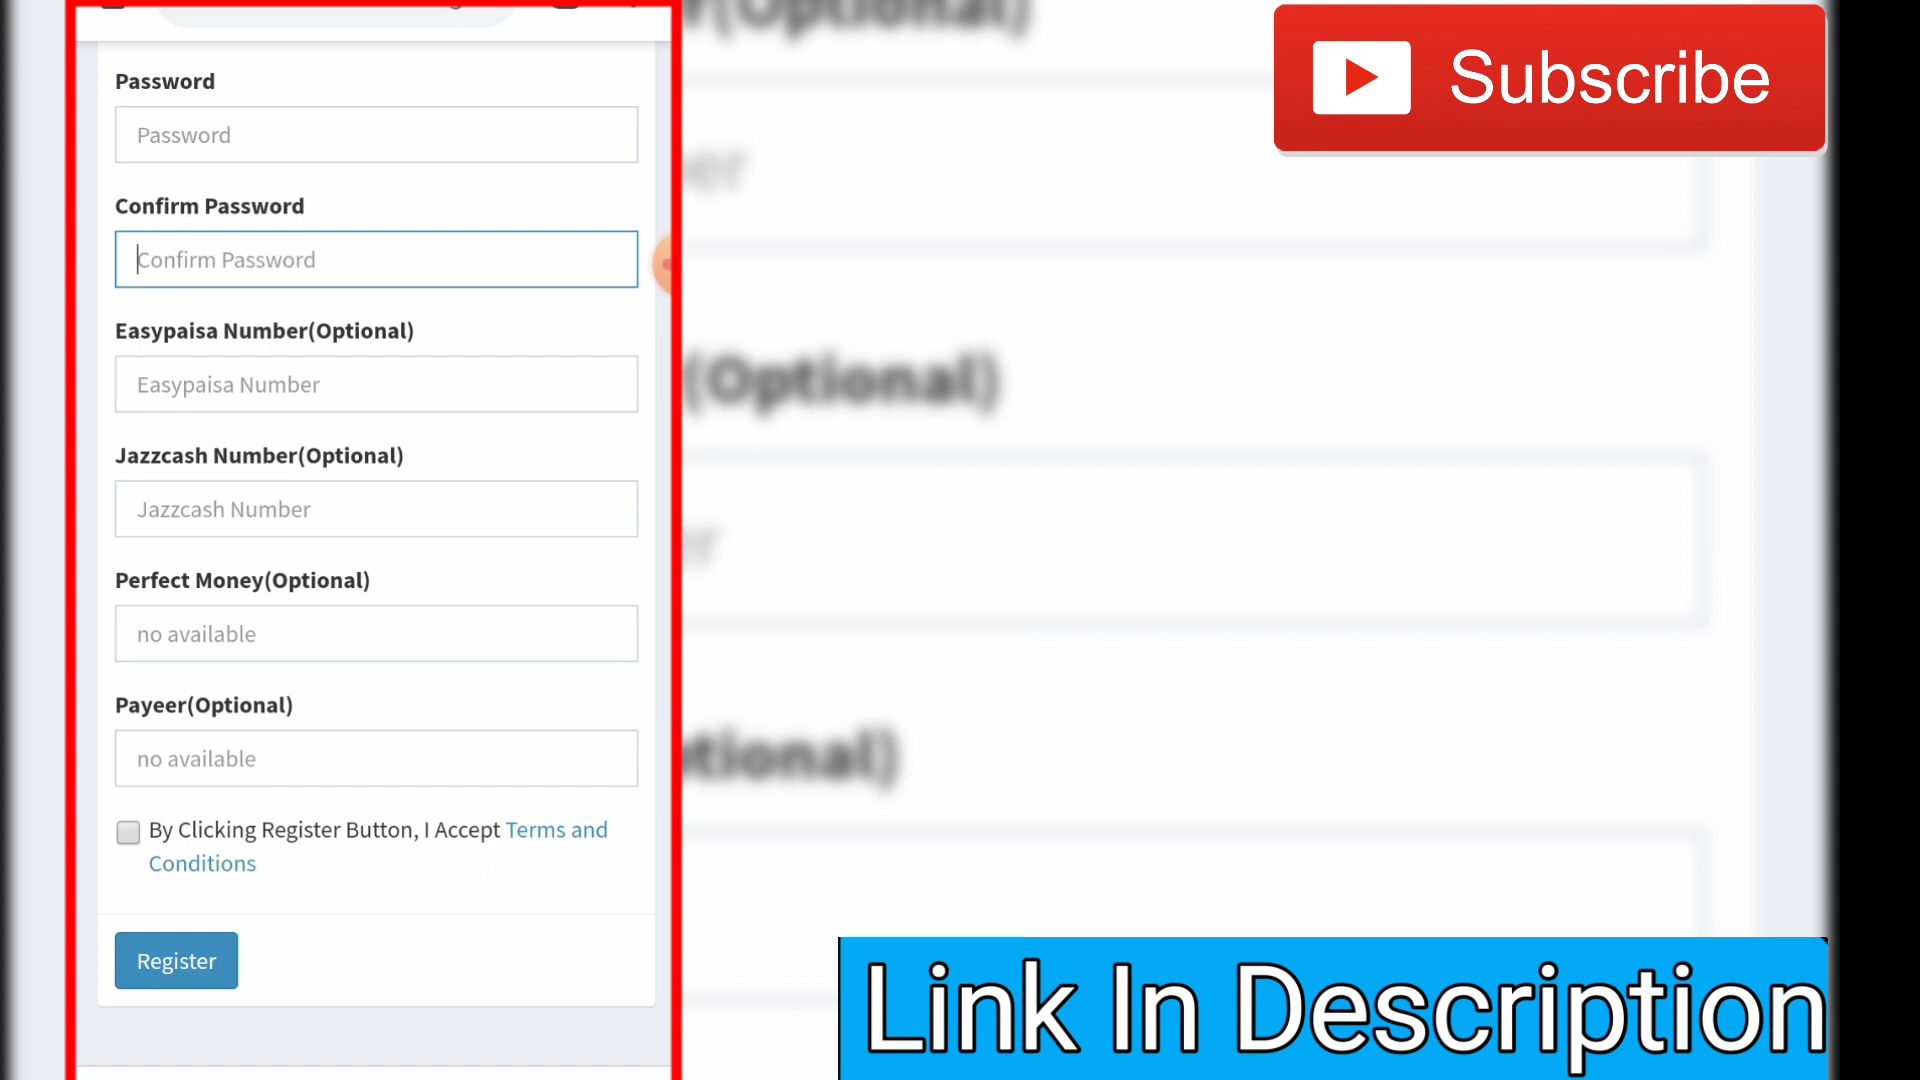 Password
Password
Confirm Password
Confirm Password
Easypaisa Number(Optional)
Easypaisa Number
Jazzcash Number(Optional)
Jazzcash Number
Perfect Money(Optional)
no available
Payeer(Optional)
no available
By Clicking Register Button, I Accept Terms and
Conditions
Register
(Optional)
(Optional)
Subscribe
Link In Description